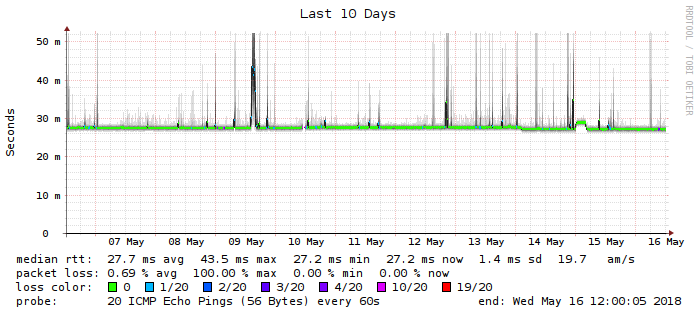 Last 10 Days
RRDTOOL / TOBI OETIKER
Seconds
50 m
40 m
30 m
20 m
10 m
0
07 May 08 May 09 May 10 May 11 May 12 May 13 May 14 May 15 May 16 May
median rtt: 27.7 ms avg 43.5 ms max 27.2 ms min 27.2 ms now 1.4 ms sd 19.7 am/s
packet loss: 0.69 % avg 100.00 % max 0.00 % min 0.00 % now
loss color: 0 1/20 2/20 3/20 4/20 10/20 19/20
probe: 20 ICMP Echo Pings (56 Bytes) every 60s end: Wed May 16 12:00:05 2018